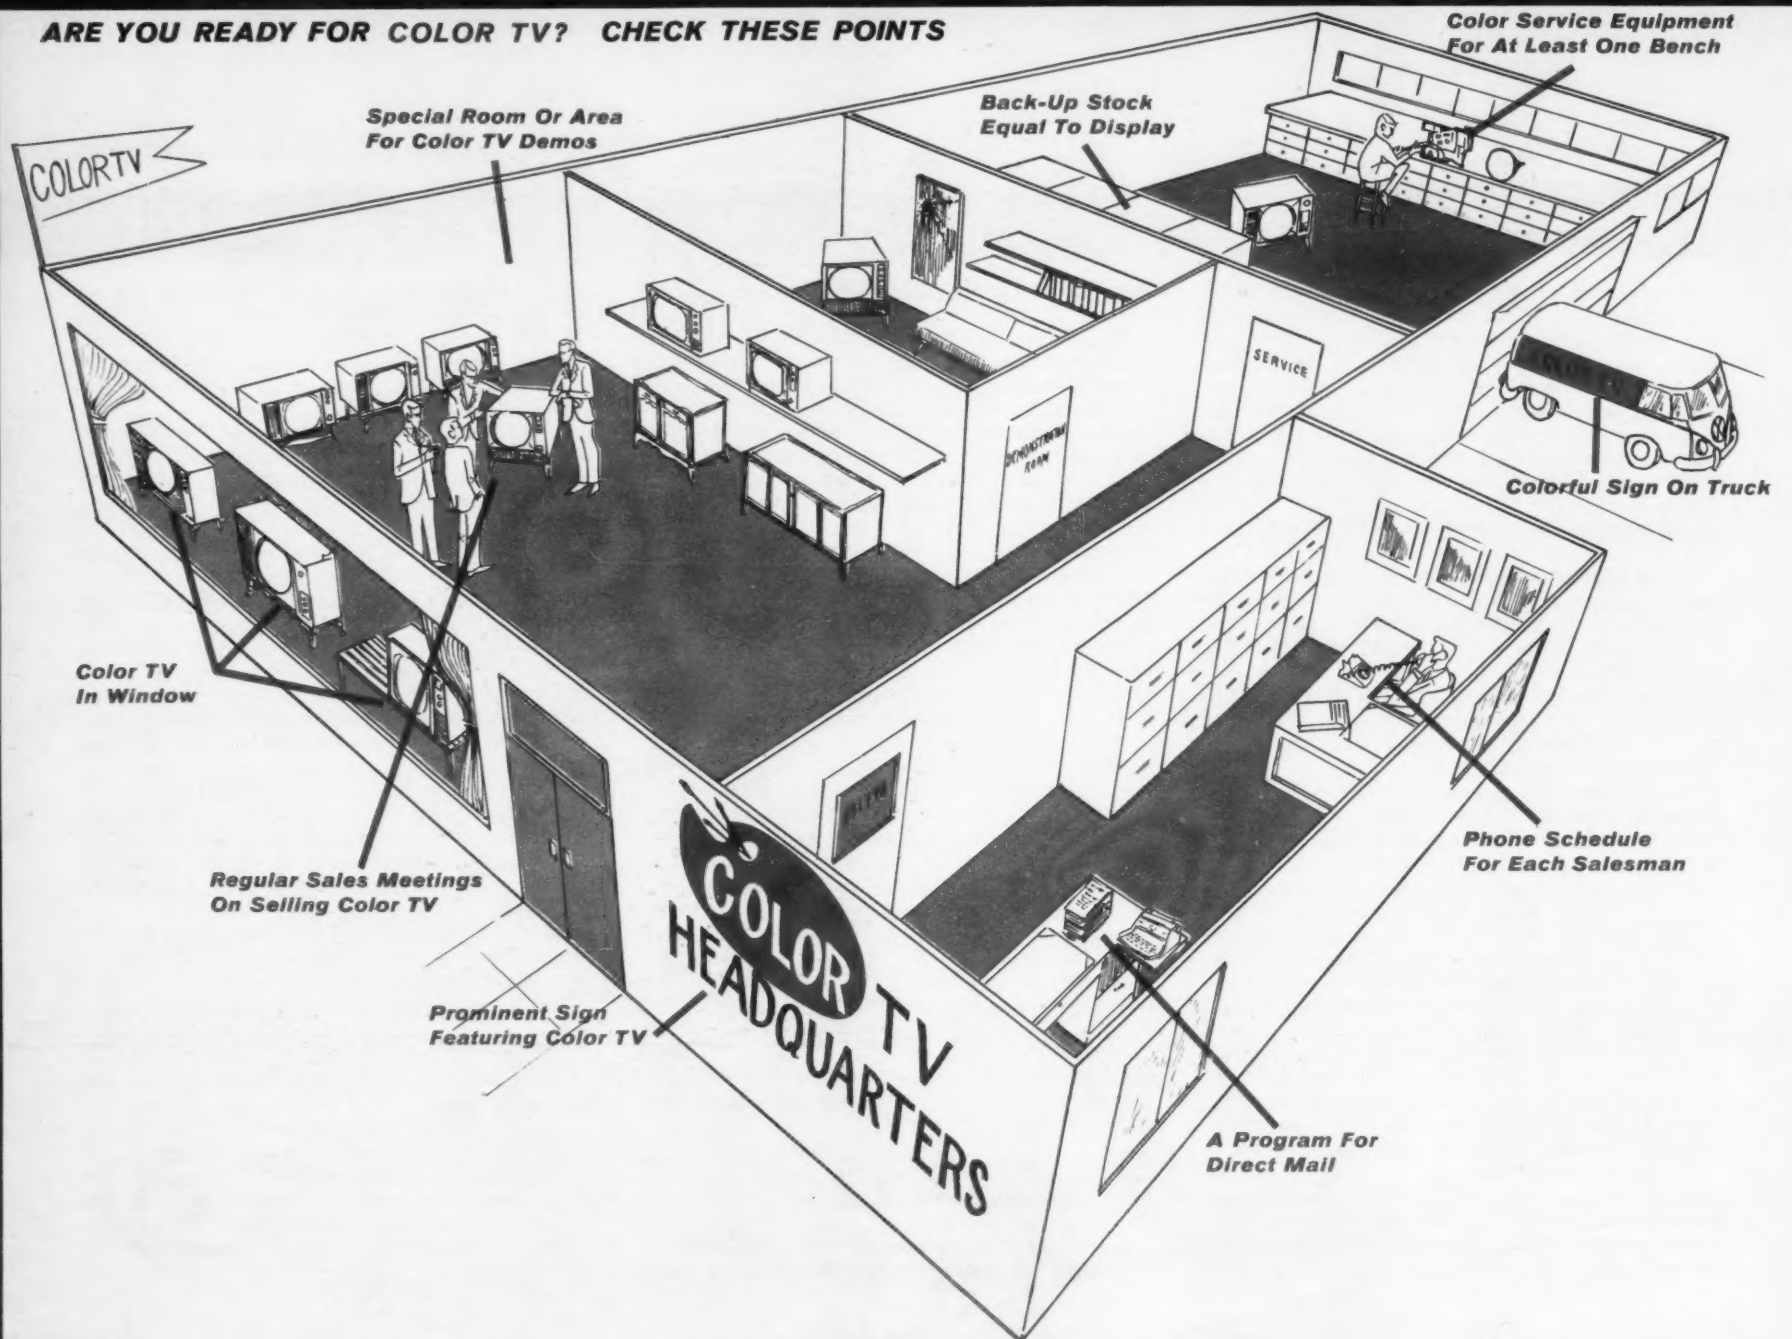 ARE YOU READY FOR COLOR TV? CHECK THESE POINTS
Color Service Equipment
For At Least One Bench
Special Room Or Area
For Color TV Demos
Back-Up Stock
Equal To Display
COLOR TV
SERVICE
DEMONSTRATION
ROOM
Colorful Sign On Truck
Color TV
In Window
Regular Sales Meetings
On Selling Color TV
Phone Schedule
For Each Salesman
COLOR TV
HEADQUARTERS
Prominent Sign
Featuring Color TV
A Program For
Direct Mail